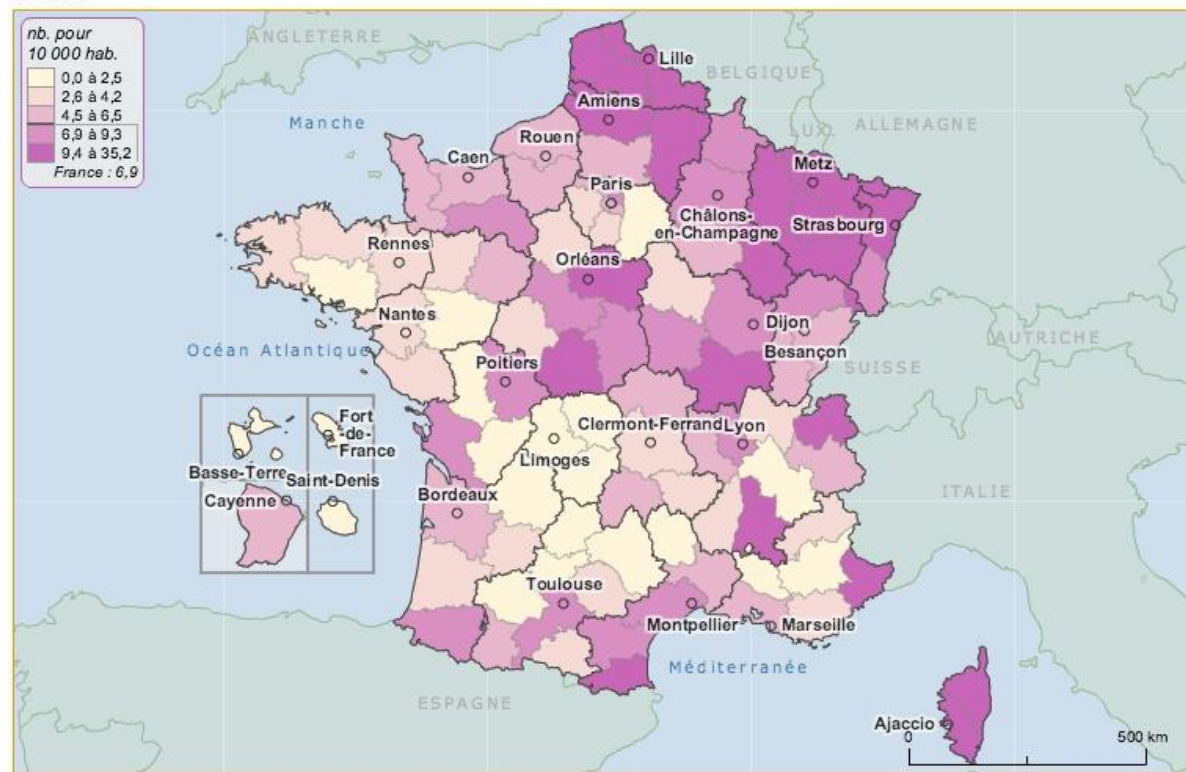 nb. pour
10 000 hab.
0,0 à 2,5
2,6 à 4,2
4,5 à 6,5
6,9 à 9,3
9,4 à 35,2
France : 6,9
ANGLETERRE
Lille
BELGIQUE
Amiens
Manche
LUX.
ALLEMAGNE
Rouen
Caen
Metz
Paris
Châlons-
en-Champagne
Strasbourg
Rennes
Orléans
Nantes
Dijon
AUTRICHE
Océan Atlantique
Besançon
SUISSE
Poitiers
Fort
-de-
France
Clermont-Ferrand
Lyon
Limoges
Basse-Terre
Saint-Denis
Cayenne
Bordeaux
ITALIE
Toulouse
Montpellier
Marseille
Méditerranée
ESPAGNE
Ajaccio
0
500 km